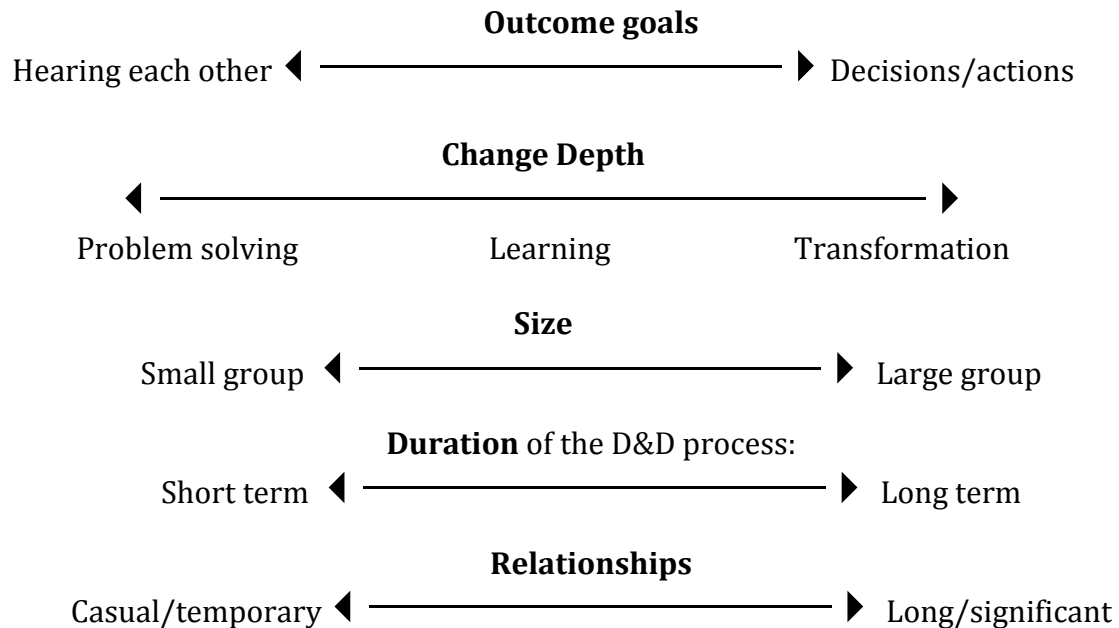 Outcome goals
Hearing each other Decisions/actions
Change Depth
Problem solving Learning Transformation
Size
Small group Large group
Duration of the D&D process:
Short term Long term
Relationships
Casual/temporary Long/significant